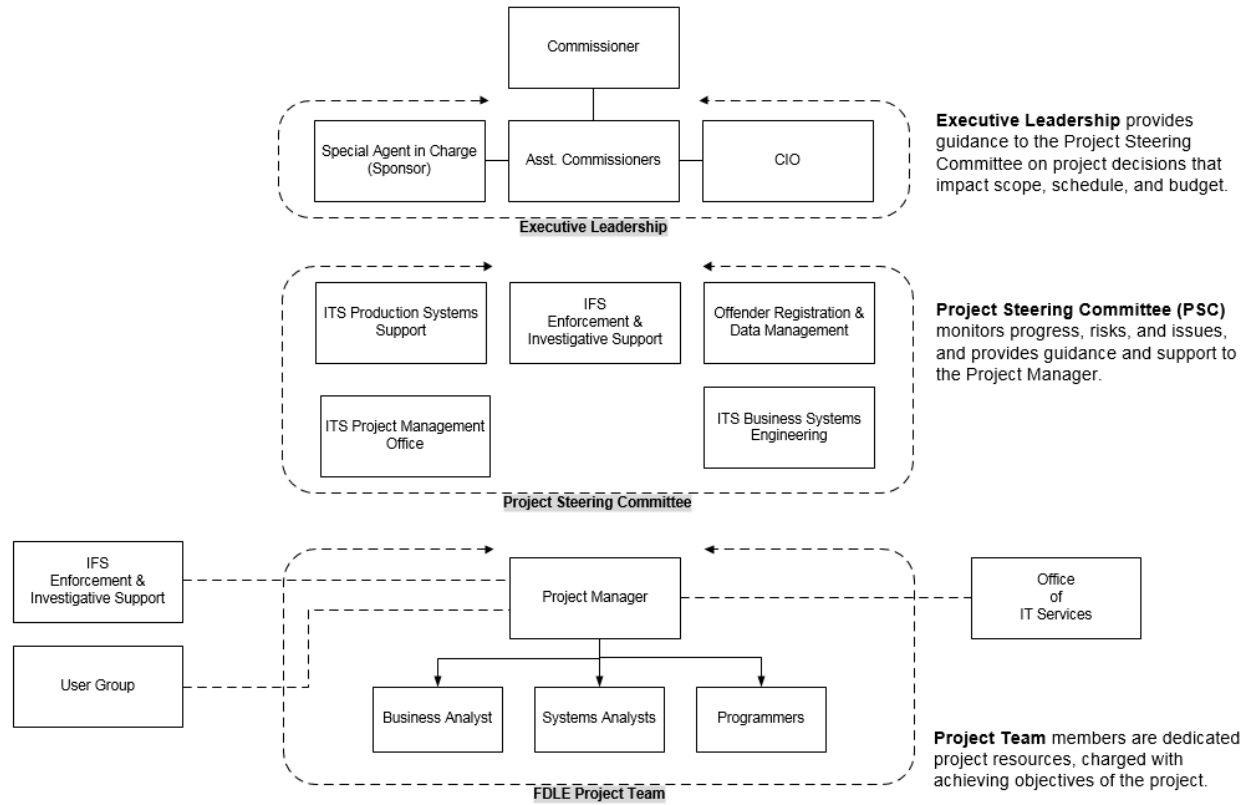 Commissioner
Special Agent in Charge
(Sponsor)
Asst. Commissioners
CIO
Executive Leadership
Executive Leadership provides
guidance to the Project Steering
Committee on project decisions that
impact scope, schedule, and budget.
ITS Production Systems
Support
IFS
Enforcement &
Investigative Support
Offender Registration &
Data Management
ITS Project Management
Office
ITS Business Systems
Engineering
Project Steering Committee
Project Steering Committee (PSC)
monitors progress, risks, and issues,
and provides guidance and support to
the Project Manager.
IFS
Enforcement &
Investigative Support
User Group
Project Manager
Office
of
IT Services
Business Analyst
Systems Analysts
Programmers
FDLE Project Team
Project Team members are dedicated
project resources, charged with
achieving objectives of the project.